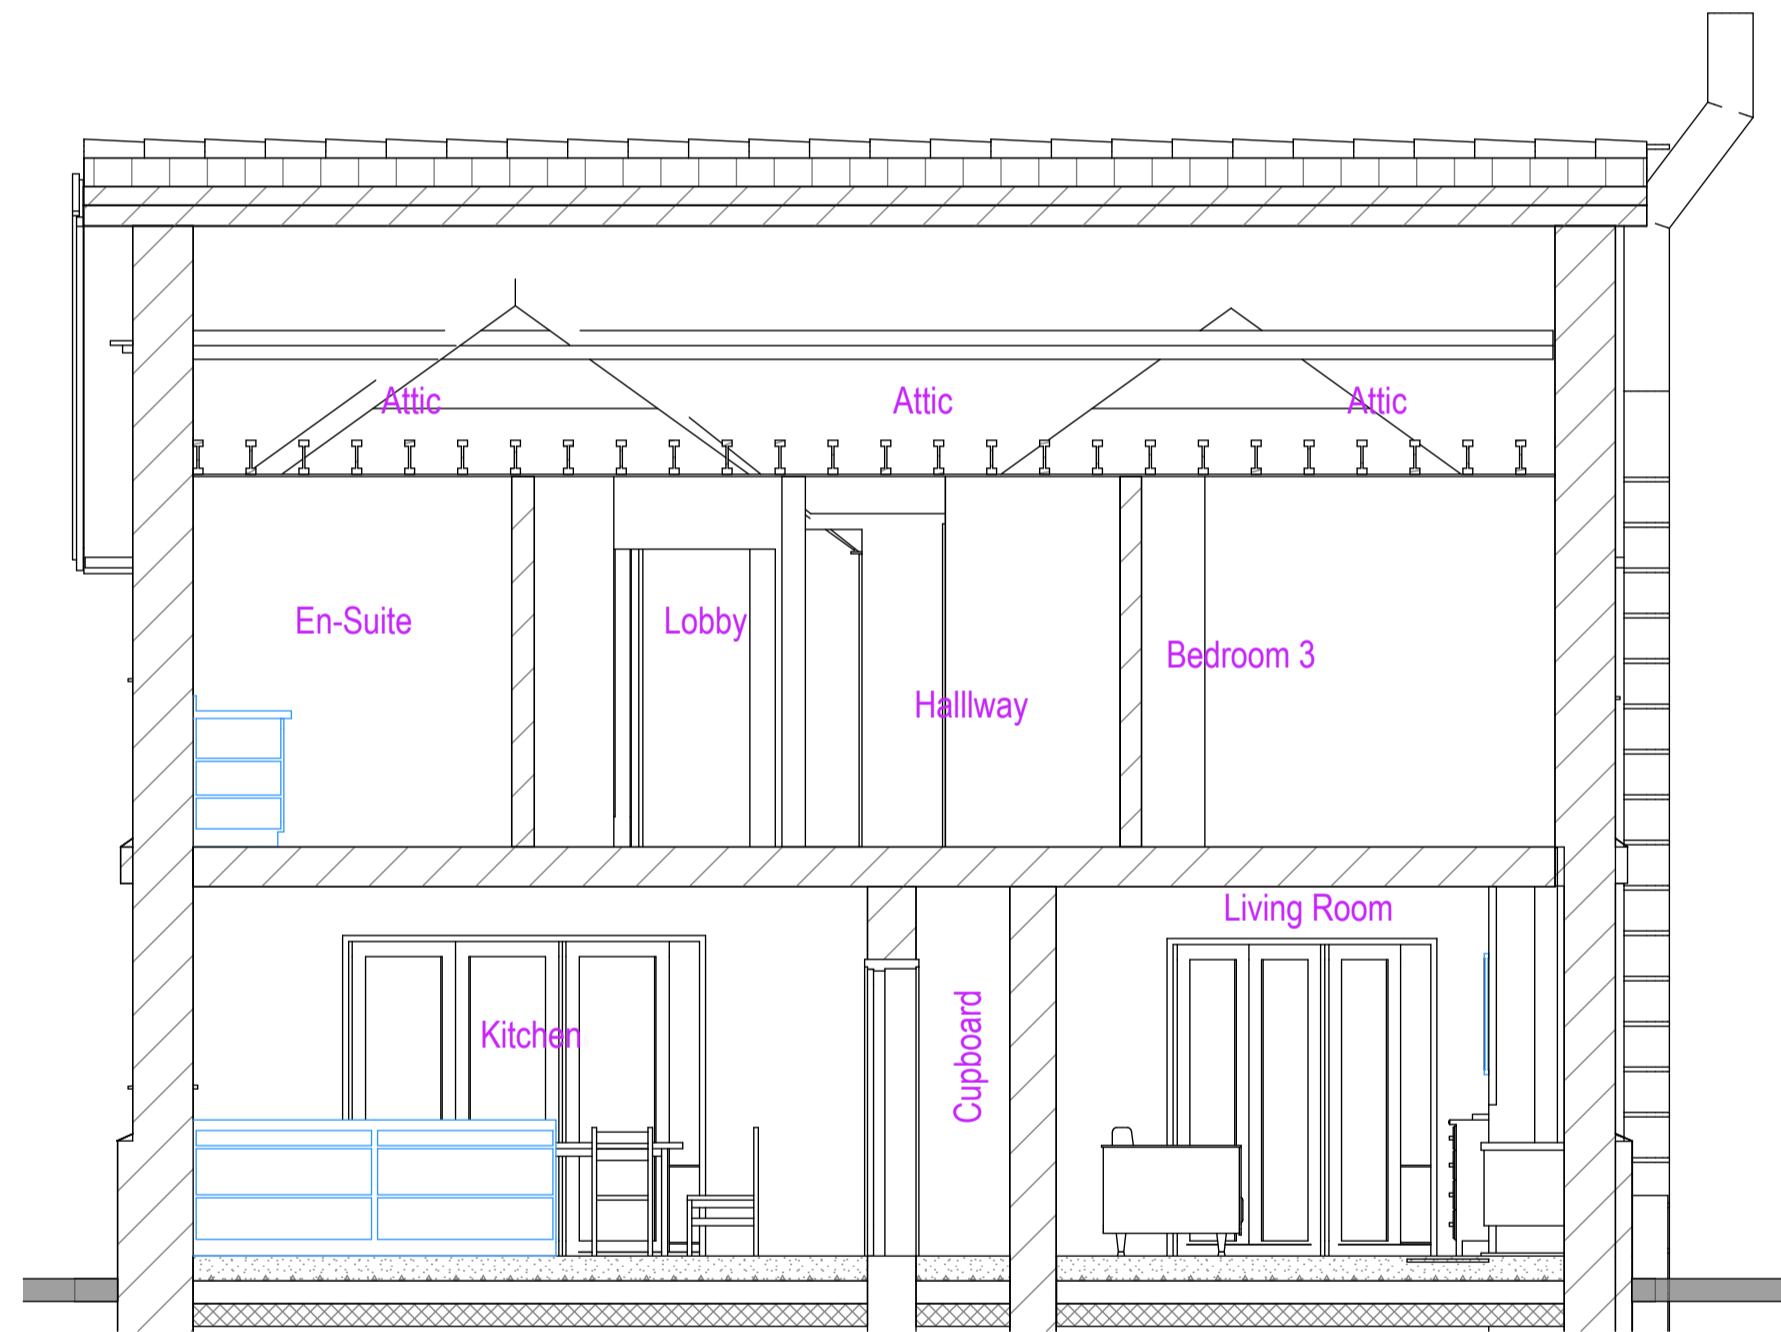 Attic
Attic
Attic
En-Suite
Lobby
Bedroom 3
Halllway
Living Room
Kitchen
Cupboard